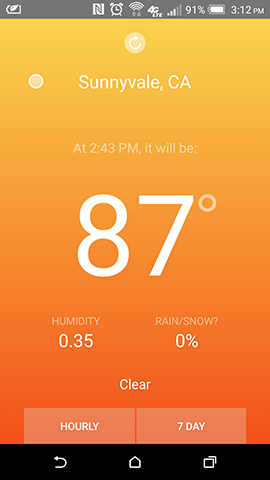 4G LTE 91% 3:12 PM
Sunnyvale, CA
At 2:43 PM, it will be:
87°
HUMIDITY RAIN/SNOW?
0.35 0%
Clear
HOURLY 7 DAY